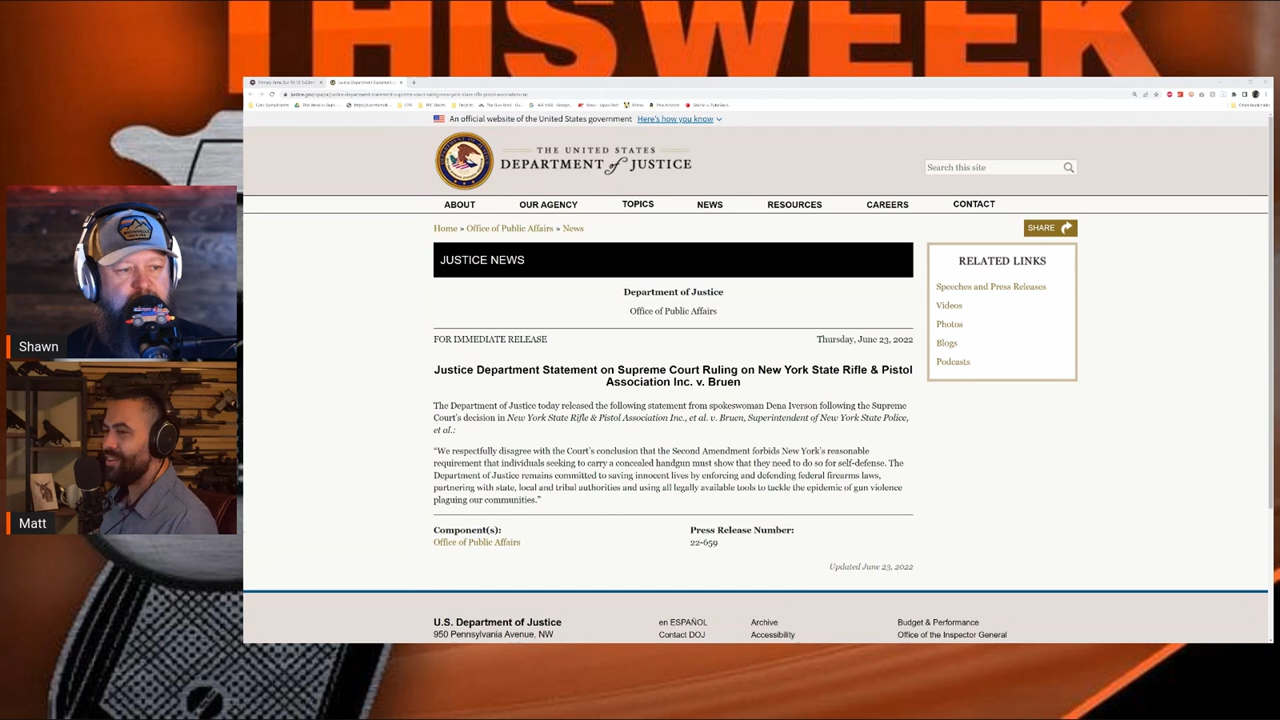 THIS WEEK
An official website of the United States government Here's how you know
THE UNITED STATES
DEPARTMENT of JUSTICE
Search this site
ABOUT OUR AGENCY TOPICS NEWS RESOURCES CAREERS CONTACT
Home » Office of Public Affairs » News
SHARE
JUSTICE NEWS
Department of Justice
Office of Public Affairs
FOR IMMEDIATE RELEASE Thursday, June 23, 2022
Justice Department Statement on Supreme Court Ruling on New York State Rifle & Pistol
Association Inc. v. Bruen
The Department of Justice today released the following statement from spokeswoman Dena Iverson following the Supreme
Court's decision in New York State Rifle & Pistol Association Inc., et al. v. Bruen, Superintendent of New York State Police,
et al.:
“We respectfully disagree with the Court's conclusion that the Second Amendment forbids New York's reasonable
requirement that individuals seeking to carry a concealed handgun must show that they need to do so for self-defense. The
Department of Justice remains committed to saving innocent lives by enforcing and defending federal firearms laws,
partnering with state, local and tribal authorities and using all legally available tools to tackle the epidemic of gun violence
plaguing our communities.”
Component(s):
Office of Public Affairs
Press Release Number:
22-659
Updated June 23, 2022
RELATED LINKS
Speeches and Press Releases
Videos
Photos
Blogs
Podcasts
U.S. Department of Justice
950 Pennsylvania Avenue, NW
en ESPAÑOL
Contact DOJ
Archive
Accessibility
Budget & Performance
Office of the Inspector General
Shawn
Matt